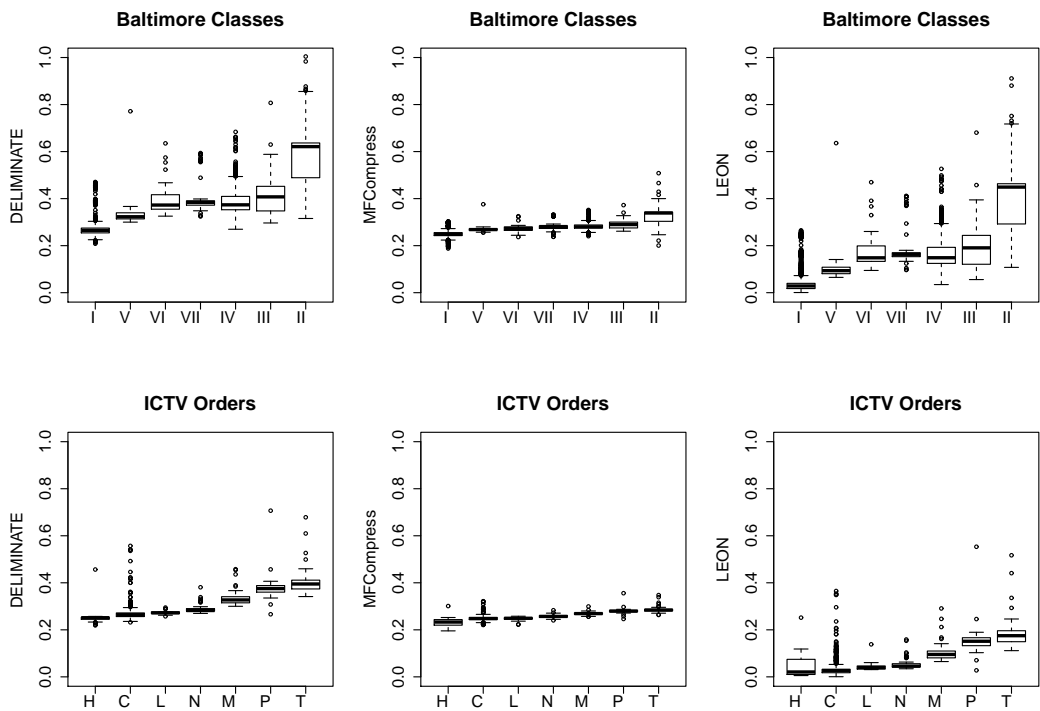 Baltimore Classes
DELIMINATE
1.0
0.8
0.6
0.4
0.2
0.0
I V VI VII IV III II
Baltimore Classes
MFCompress
1.0
0.8
0.6
0.4
0.2
0.0
I V VI VII IV III II
Baltimore Classes
LEON
1.0
0.8
0.6
0.4
0.2
0.0
I V VI VII IV III II
ICTV Orders
DELIMINATE
1.0
0.8
0.6
0.4
0.2
0.0
H C L N M P T
ICTV Orders
MFCompress
1.0
0.8
0.6
0.4
0.2
0.0
H C L N M P T
ICTV Orders
LEON
1.0
0.8
0.6
0.4
0.2
0.0
H C L N M P T